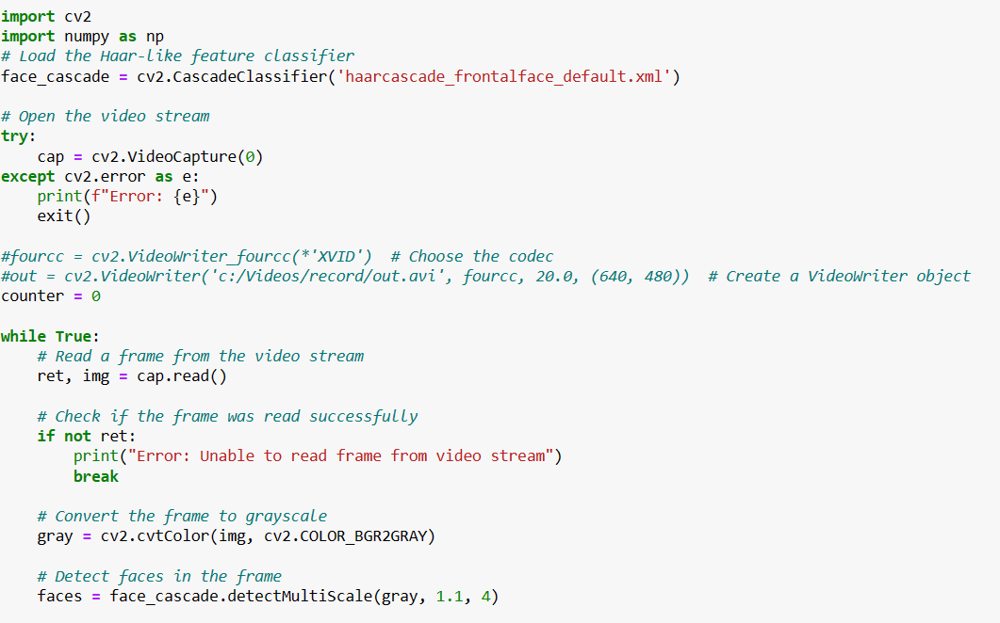 import cv2
import numpy as np
# Load the Haar-like feature classifier
face_cascade = cv2.CascadeClassifier('haarcascade_frontalface_default.xml')

# Open the video stream
try:
    cap = cv2.VideoCapture(0)
except cv2.error as e:
    print(f"Error: {e}")
    exit()

#fourcc = cv2.VideoWriter_fourcc(*'XVID')  # Choose the codec
#out = cv2.VideoWriter('c:/Videos/record/out.avi', fourcc, 20.0, (640, 480))  # Create a VideoWriter object
counter = 0

while True:
    # Read a frame from the video stream
    ret, img = cap.read()

    # Check if the frame was read successfully
    if not ret:
        print("Error: Unable to read frame from video stream")
        break

    # Convert the frame to grayscale
    gray = cv2.cvtColor(img, cv2.COLOR_BGR2GRAY)

    # Detect faces in the frame
    faces = face_cascade.detectMultiScale(gray, 1.1, 4)